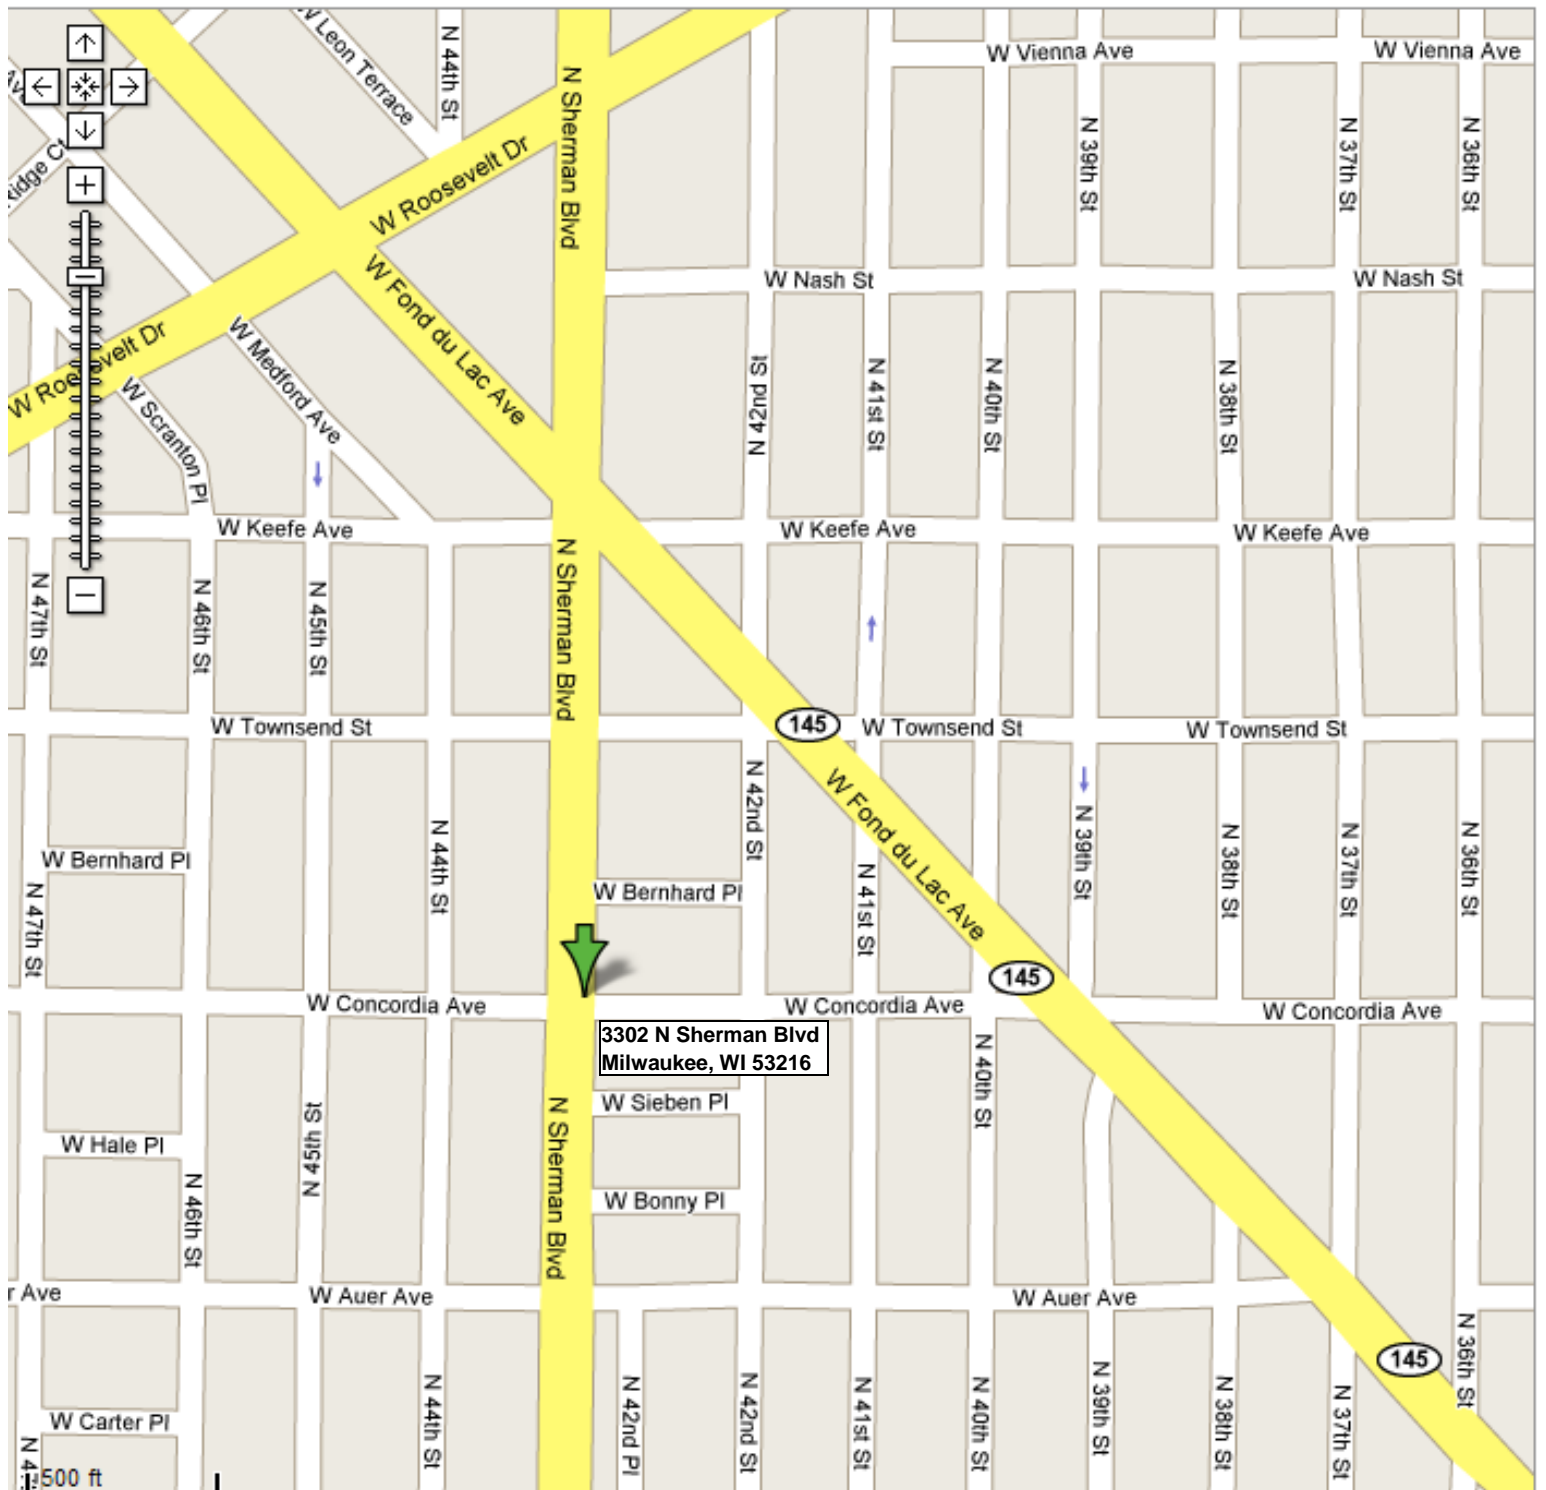 W Leon Terrace
N 44th St
N Sherman Blvd
W Vienna Ave
W Vienna Ave
Ridge Ct
W Roosevelt Dr
N 39th St
N 37th St
N 36th St
W Fond du Lac Ave
W Nash St
W Nash St
W Roosevelt Dr
W Medford Ave
W Scranton Pl
N 42nd St
N 41st St
N 40th St
N 38th St
W Keefe Ave
W Keefe Ave
W Keefe Ave
N 47th St
N 46th St
N 45th St
N Sherman Blvd
W Townsend St
145
W Townsend St
W Townsend St
W Fond du Lac Ave
N 44th St
N 42nd St
N 41st St
N 39th St
N 38th St
N 37th St
N 36th St
W Bernhard Pl
W Bernhard Pl
N 47th St
145
W Concordia Ave
W Concordia Ave
W Concordia Ave
3302 N Sherman Blvd
Milwaukee, WI 53216
N 40th St
W Sieben Pl
N 45th St
N Sherman Blvd
W Hale Pl
N 46th St
W Bonny Pl
r Ave
W Auer Ave
W Auer Ave
145
N 36th St
W Carter Pl
N 44th St
N 42nd Pl
N 42nd St
N 41st St
N 40th St
N 39th St
N 38th St
N 37th St
500 ft